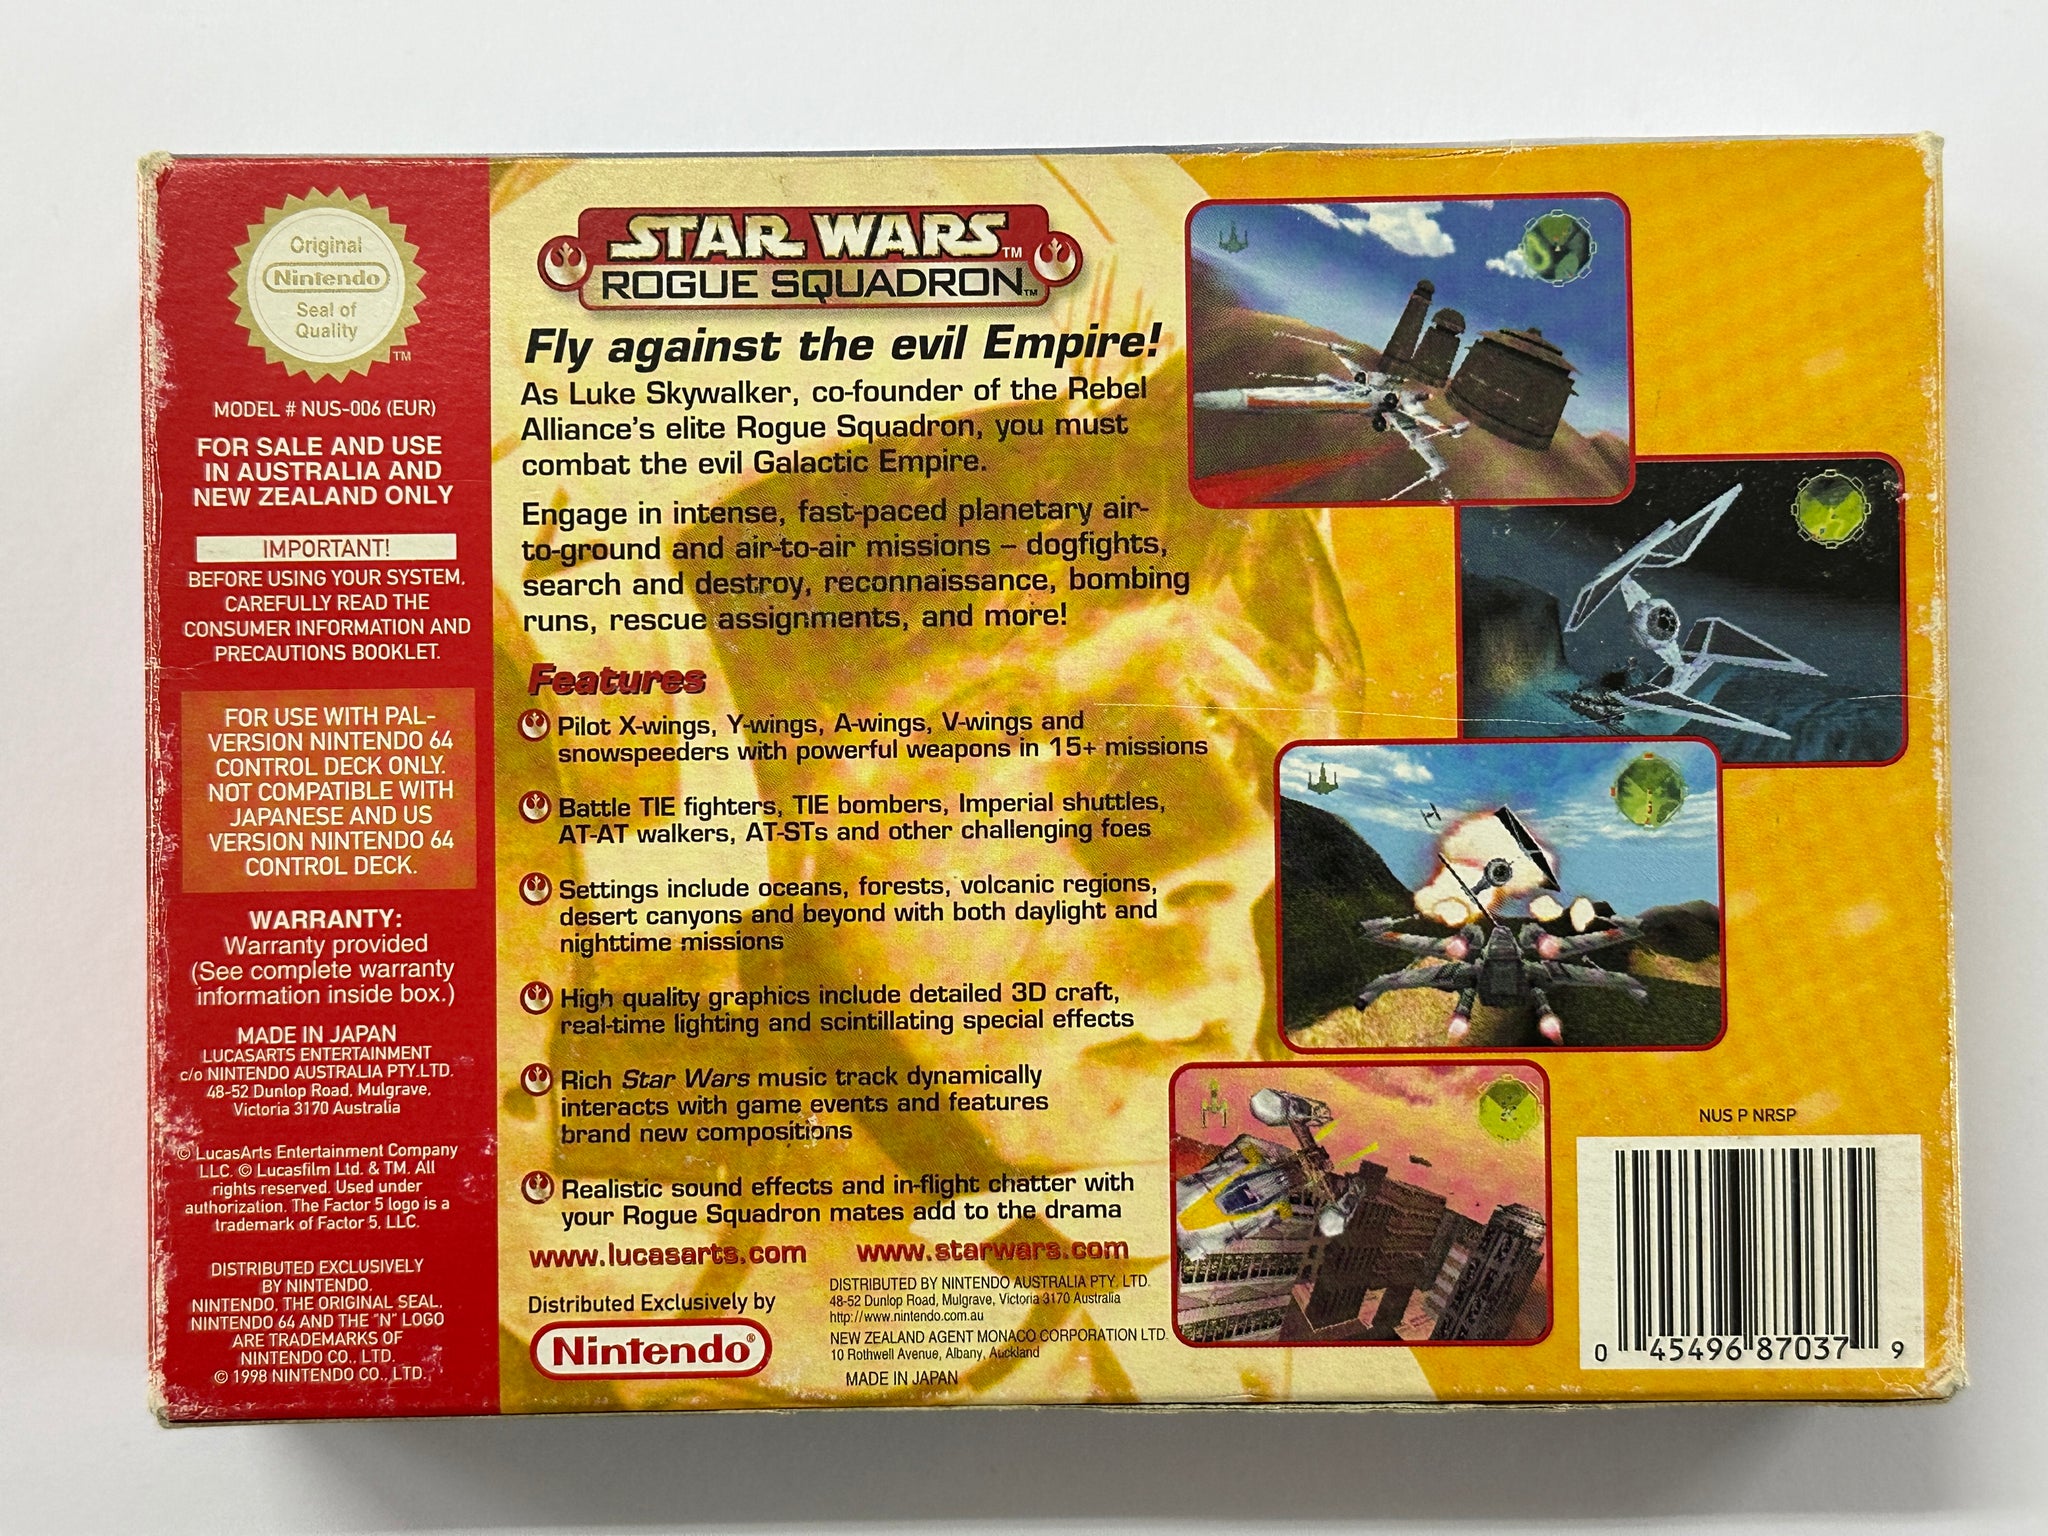 Original
Nintendo
Seal of
Quality
TM
MODEL # NUS-006 (EUR)
FOR SALE AND USE
IN AUSTRALIA AND
NEW ZEALAND ONLY
IMPORTANT!
BEFORE USING YOUR SYSTEM,
CAREFULLY READ THE
CONSUMER INFORMATION AND
PRECAUTIONS BOOKLET.
FOR USE WITH PAL-
VERSION NINTENDO 64
CONTROL DECK ONLY.
NOT COMPATIBLE WITH
JAPANESE AND US
VERSION NINTENDO 64
CONTROL DECK.
WARRANTY:
Warranty provided
(See complete warranty
information inside box.)
MADE IN JAPAN
LUCASARTS ENTERTAINMENT
c/o NINTENDO AUSTRALIA PTY.LTD.
48-52 Dunlop Road, Mulgrave,
Victoria 3170 Australia
© LucasArts Entertainment Company
LLC. © Lucasfilm Ltd. & TM. All
rights reserved. Used under
authorization. The Factor 5 logo is a
trademark of Factor 5, LLC.
DISTRIBUTED EXCLUSIVELY
BY NINTENDO.
NINTENDO, THE ORIGINAL SEAL,
NINTENDO 64 AND THE "N" LOGO
ARE TRADEMARKS OF
NINTENDO CO., LTD.
© 1998 NINTENDO CO., LTD.
STAR WARS TM
ROGUE SQUADRON TM
Fly against the evil Empire!
As Luke Skywalker, co-founder of the Rebel
Alliance's elite Rogue Squadron, you must
combat the evil Galactic Empire.
Engage in intense, fast-paced planetary air-
to-ground and air-to-air missions – dogfights,
search and destroy, reconnaissance, bombing
runs, rescue assignments, and more!
Features
Pilot X-wings, Y-wings, A-wings, V-wings and
snowspeeders with powerful weapons in 15+ missions
Battle TIE fighters, TIE bombers, Imperial shuttles,
AT-AT walkers, AT-STs and other challenging foes
Settings include oceans, forests, volcanic regions,
desert canyons and beyond with both daylight and
nighttime missions
High quality graphics include detailed 3D craft,
real-time lighting and scintillating special effects
Rich Star Wars music track dynamically
interacts with game events and features
brand new compositions
Realistic sound effects and in-flight chatter with
your Rogue Squadron mates add to the drama
www.lucasarts.com www.starwars.com
Distributed Exclusively by
Nintendo®
DISTRIBUTED BY NINTENDO AUSTRALIA PTY. LTD.
48-52 Dunlop Road, Mulgrave, Victoria 3170 Australia
http://www.nintendo.com.au
NEW ZEALAND AGENT MONACO CORPORATION LTD.
10 Rothwell Avenue, Albany, Auckland
MADE IN JAPAN
NUS P NRSP
0 45496 87037 9